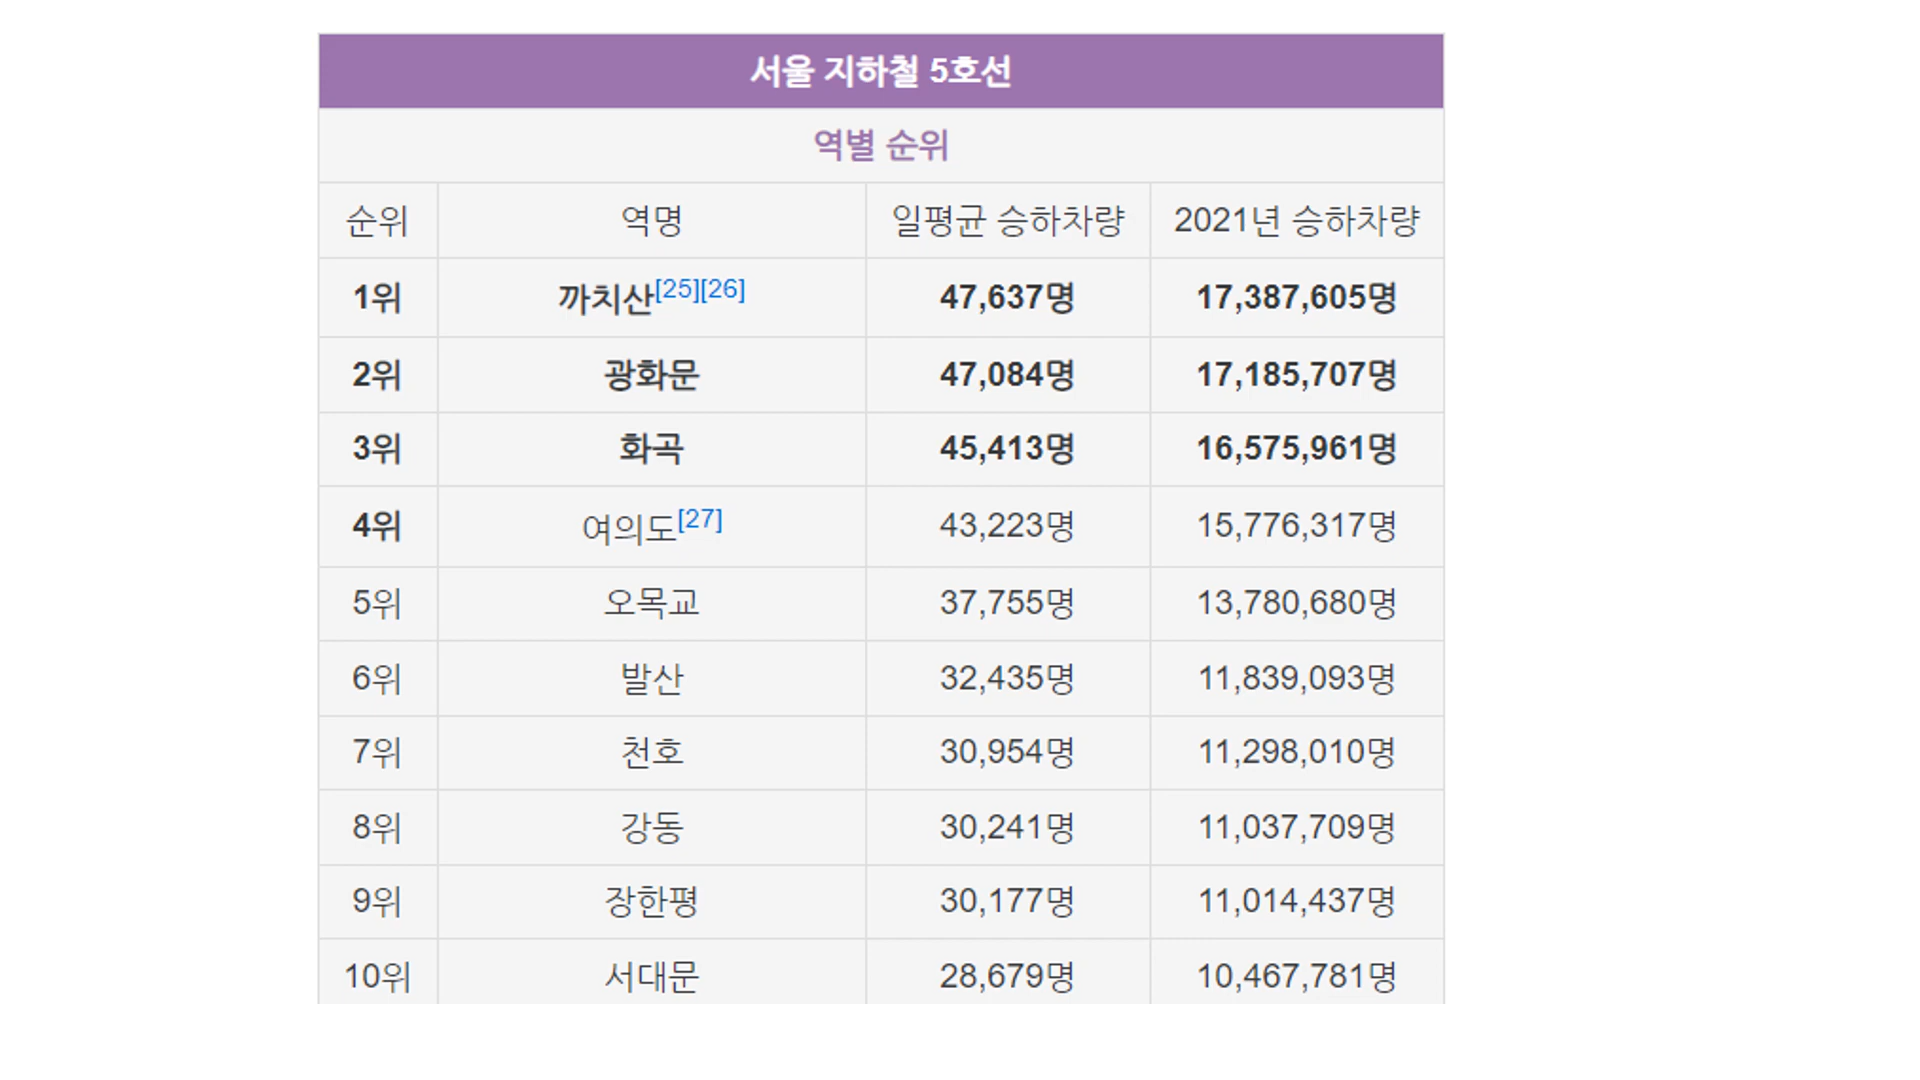 서울 지하철 5호선
역별 순위
순위 역명 일평균 승하차량 2021년 승하차량
1위 까치산[25][26] 47,637명 17,387,605명
2위 광화문 47,084명 17,185,707명
3위 화곡 45,413명 16,575,961명
4위 여의도[27] 43,223명 15,776,317명
5위 오목교 37,755명 13,780,680명
6위 발산 32,435명 11,839,093명
7위 천호 30,954명 11,298,010명
8위 강동 30,241명 11,037,709명
9위 장한평 30,177명 11,014,437명
10위 서대문 28,679명 10,467,781명